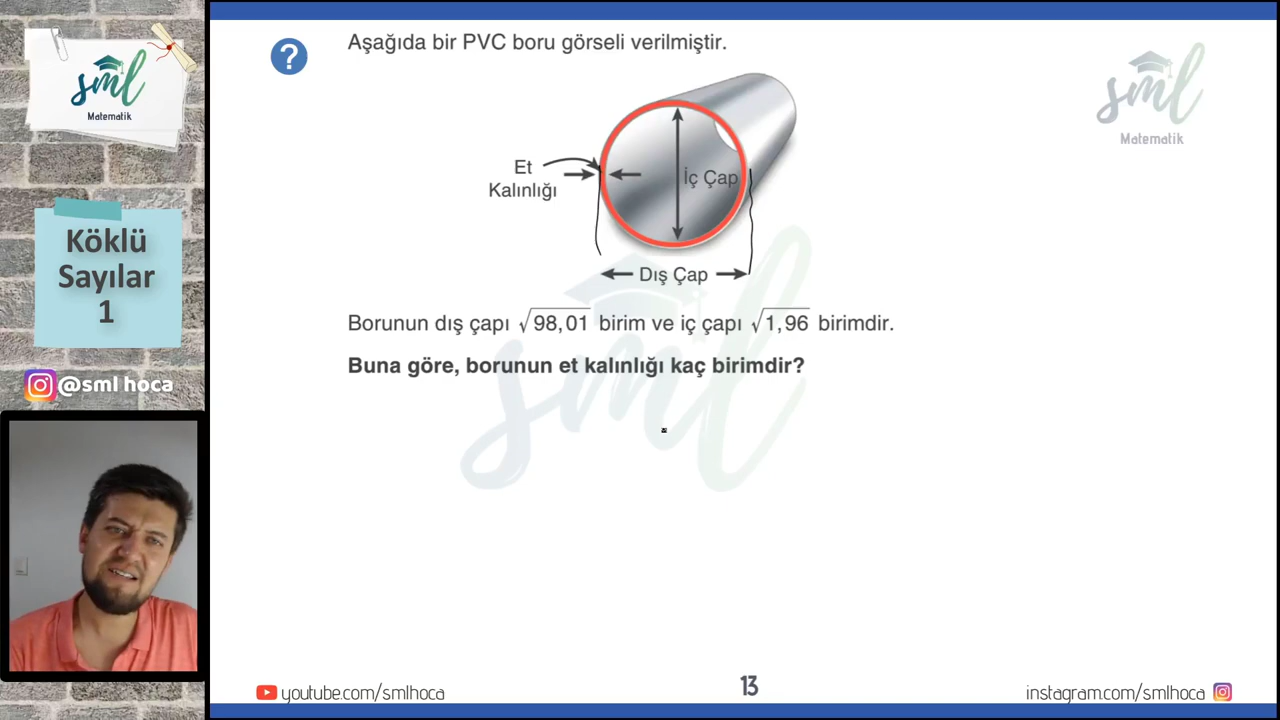 sml
Matematik
Köklü
Sayılar
1
@sml hoca
?
Aşağıda bir PVC boru görseli verilmiştir.
Et
Kalınlığı
İç Çap
Dış Çap
Borunun dış çapı √98,01 birim ve iç çapı √1,96 birimdir.
Buna göre, borunun et kalınlığı kaç birimdir?
sml
Matematik
sml
youtube.com/smlhoca
13
instagram.com/smlhoca